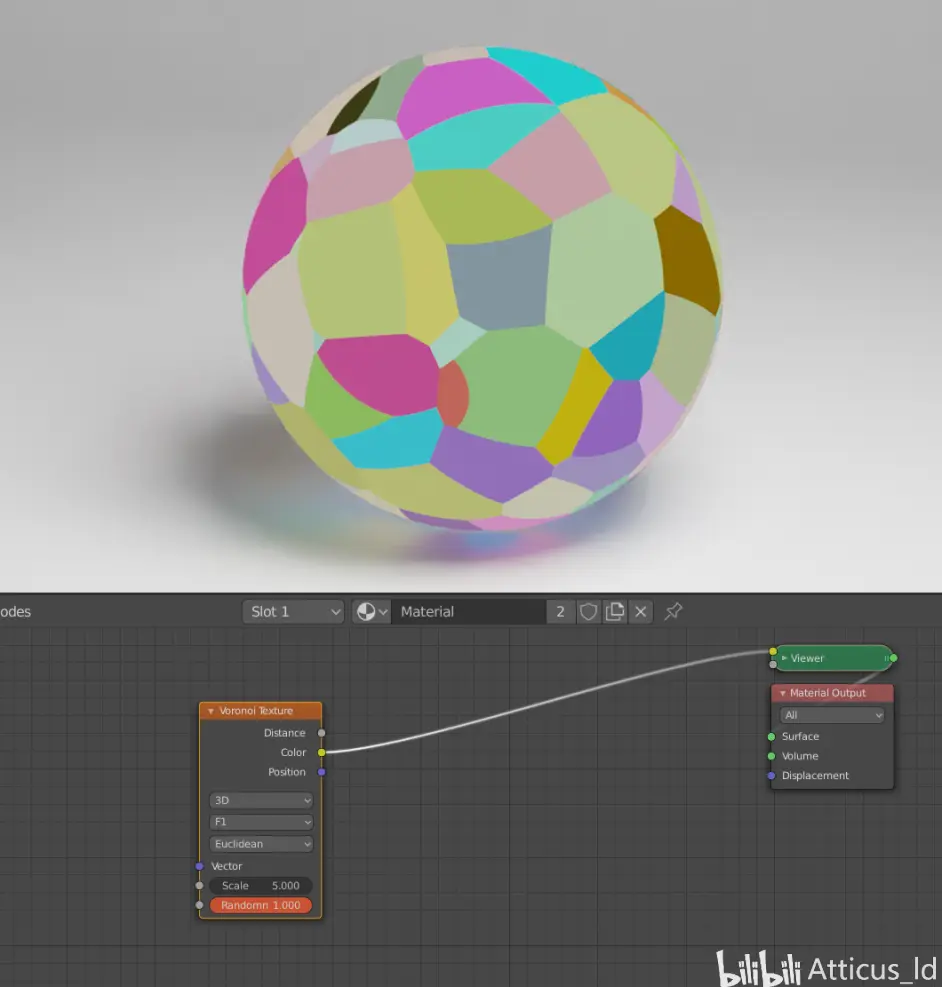 odes
Slot 1
Material
2
Viewer
Material Output
All
Surface
Volume
Displacement
Voronoi Texture
Distance
Color
Position
3D
F1
Euclidean
Vector
Scale 5.000
Randomn 1.000
bilibili Atticus_ld